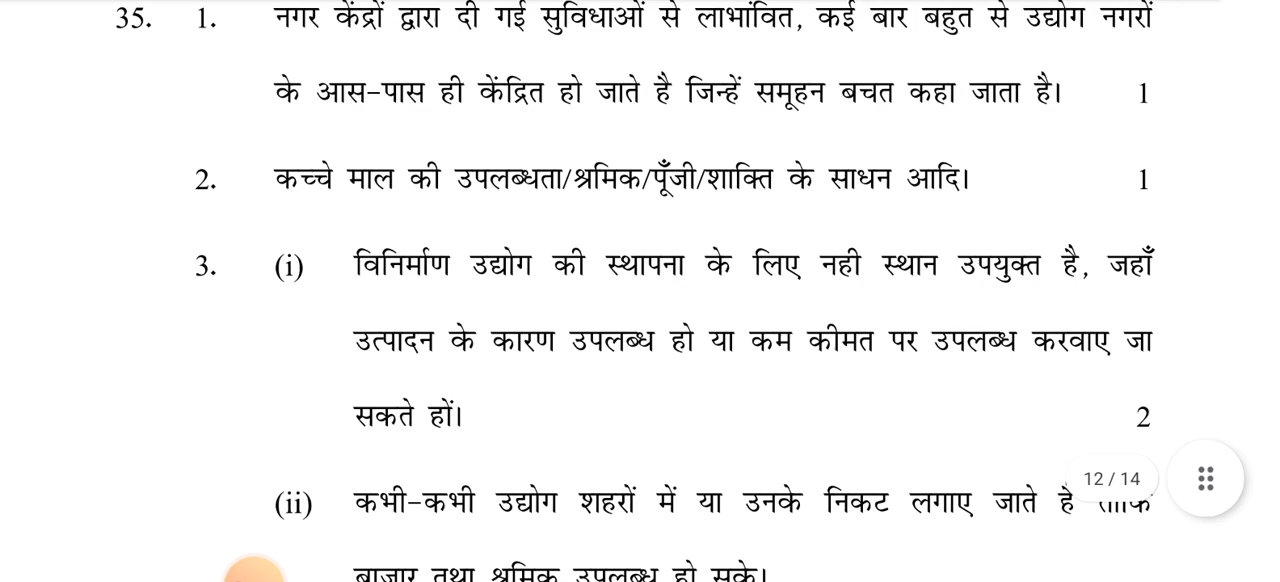 35. 1. नगर केंद्रों द्वारा दी गई सुविधाओं से लाभांवित, कई बार बहुत से उद्योग नगरों
के आस-पास ही केंद्रित हो जाते है जिन्हें समूहन बचत कहा जाता है। 1
2. कच्चे माल की उपलब्धता/श्रमिक/पूँजी/शाक्ति के साधन आदि। 1
3. (i) विनिर्माण उद्योग की स्थापना के लिए नही स्थान उपयुक्त है, जहाँ
उत्पादन के कारण उपलब्ध हो या कम कीमत पर उपलब्ध करवाए जा
सकते हों। 2
12 / 14
(ii) कभी-कभी उद्योग शहरों में या उनके निकट लगाए जाते है
बाजार तथा श्रमिक उपलब्ध हो सके।